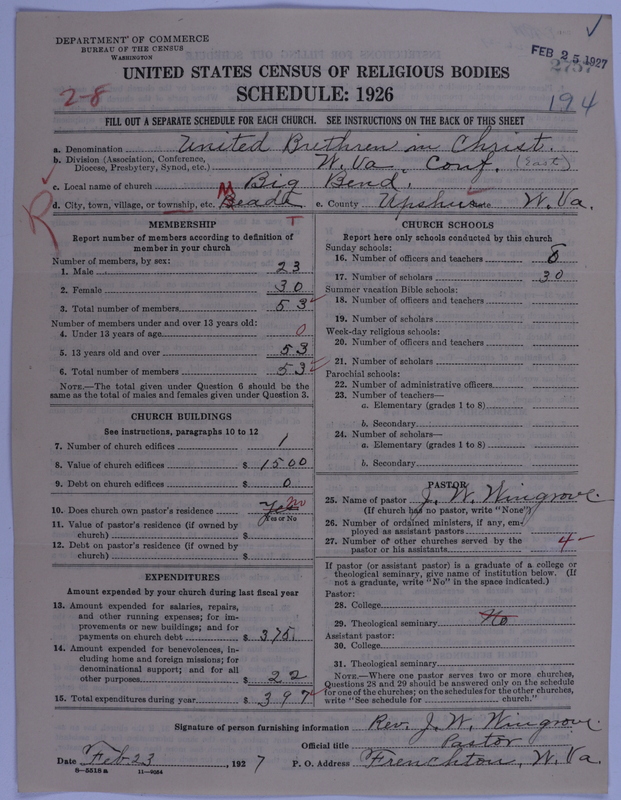 DEPARTMENT OF COMMERCE
BUREAU OF THE CENSUS
WASHINGTON
FEB 25 1927
2737
UNITED STATES CENSUS OF RELIGIOUS BODIES
2-8
SCHEDULE: 1926
194
FILL OUT A SEPARATE SCHEDULE FOR EACH CHURCH. SEE INSTRUCTIONS ON THE BACK OF THIS SHEET
a. Denomination United Brethren in Christ.
b. Division (Association, Conference, Diocese, Presbytery, Synod, etc.) W. Va. Conf. (East)
c. Local name of church Big Bend.
d. City, town, village, or township, etc. Meade e. County Upshur State W. Va.
MEMBERSHIP T
Report number of members according to definition of
member in your church
Number of members, by sex:
1. Male 23
2. Female 30
3. Total number of members 53
Number of members under and over 13 years old:
4. Under 13 years of age 0
5. 13 years old and over 53
6. Total number of members 53
NOTE.—The total given under Question 6 should be the
same as the total of males and females given under Question 3.
CHURCH BUILDINGS
See instructions, paragraphs 10 to 12
7. Number of church edifices 1
8. Value of church edifices $ 1500
9. Debt on church edifices $ 0
10. Does church own pastor's residence Yes No
Yes or No
11. Value of pastor's residence (if owned by
church) $
12. Debt on pastor's residence (if owned by
church) $
EXPENDITURES
Amount expended by your church during last fiscal year
13. Amount expended for salaries, repairs,
and other running expenses; for im-
provements or new buildings; and for
payments on church debt $ 375
14. Amount expended for benevolences, in-
cluding home and foreign missions; for
denominational support; and for all
other purposes $ 22
15. Total expenditures during year $ 397
CHURCH SCHOOLS
Report here only schools conducted by this church
Sunday schools:
16. Number of officers and teachers 8
17. Number of scholars 30
Summer vacation Bible schools:
18. Number of officers and teachers
19. Number of scholars
Week-day religious schools:
20. Number of officers and teachers
21. Number of scholars
Parochial schools:
22. Number of administrative officers
23. Number of teachers—
a. Elementary (grades 1 to 8)
b. Secondary
24. Number of scholars—
a. Elementary (grades 1 to 8)
b. Secondary
PASTOR
25. Name of pastor J. W. Wingrove.
(If church has no pastor, write "None")
26. Number of ordained ministers, if any, em-
ployed as assistant pastors
27. Number of other churches served by the
pastor or his assistants 4-
If pastor (or assistant pastor) is a graduate of a college or
theological seminary, give name of institution below. (If
not a graduate, write "No" in the space indicated.)
Pastor:
28. College
29. Theological seminary No
Assistant pastor:
30. College
31. Theological seminary
NOTE.—Where one pastor serves two or more churches,
Questions 28 and 29 should be answered only on the schedule
for one of the churches; on the schedules for the other churches,
write "See schedule for church."
Signature of person furnishing information Rev. J. W. Wingrove.
Official title Pastor
Date Feb 23, 1927 P. O. Address Frenchton, W. Va.
8-5518 a 11-9064